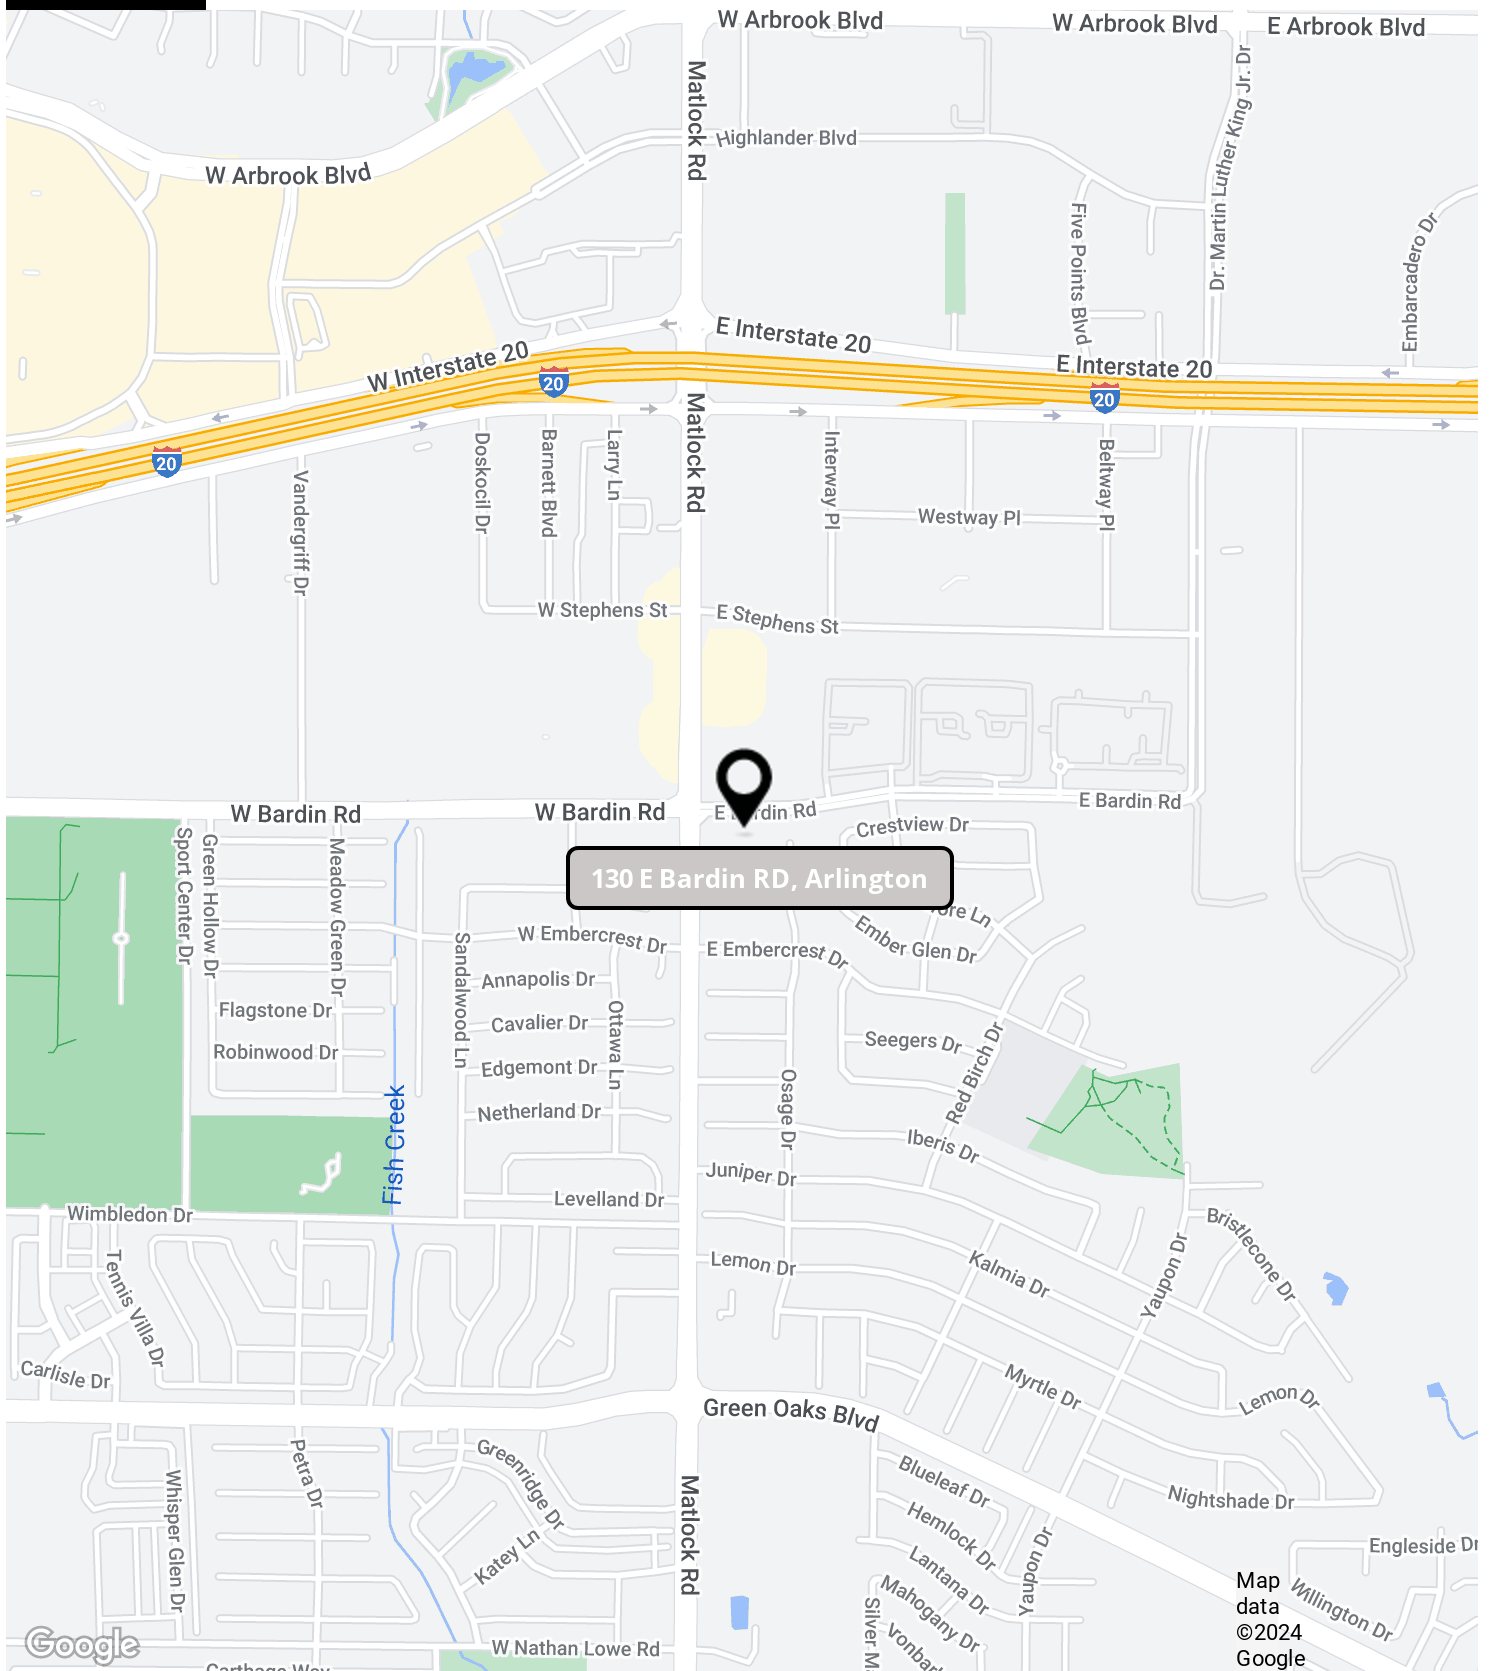 W Arbrook Blvd
W Arbrook Blvd
E Arbrook Blvd
Matlock Rd
Highlander Blvd
Dr. Martin Luther King Jr. Dr
W Arbrook Blvd
Five Points Blvd
Embarcadero Dr
E Interstate 20
W Interstate 20
E Interstate 20
20
20
20
Matlock Rd
Doskocil Dr
Barnett Blvd
Larry Ln
Interway Pl
Beltway Pl
Vandergriff Dr
Westway Pl
W Stephens St
E Stephens St
W Bardin Rd
W Bardin Rd
E Bardin Rd
E Bardin Rd
Crestview Dr
130 E Bardin RD, Arlington
Sport Center Dr
Green Hollow Dr
Meadow Green Dr
Sandalwood Ln
W Embercrest Dr
E Embercrest Dr
Ember Glen Dr
ore Ln
Annapolis Dr
Flagstone Dr
Cavalier Dr
Ottawa Ln
Seegers Dr
Robinwood Dr
Edgemont Dr
Osage Dr
Red Birch Dr
Netherland Dr
Fish Creek
Iberis Dr
Juniper Dr
Levelland Dr
Wimbledon Dr
Bristlecone Dr
Yaupon Dr
Tennis Villa Dr
Lemon Dr
Kalmia Dr
Carlisle Dr
Myrtle Dr
Lemon Dr
Green Oaks Blvd
Petra Dr
Whisper Glen Dr
Greenridge Dr
Katey Ln
Matlock Rd
Blueleaf Dr
Hemlock Dr
Nightshade Dr
Lantana Dr
Yaupon Dr
Mahogany Dr
Silver Ma
Engleside Dr
Willington Dr
W Nathan Lowe Rd
Carthage Way
Google
Map
data
©2024
Google